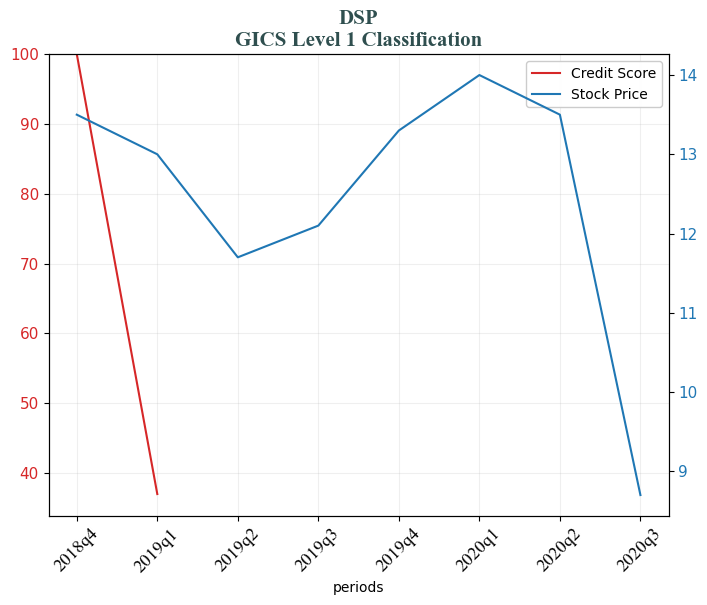 DSP
GICS Level 1 Classification
Credit Score
Stock Price
100
90
80
70
60
50
40
14
13
12
11
10
9
2018q4
2019q1
2019q2
2019q3
2019q4
2020q1
2020q2
2020q3
periods